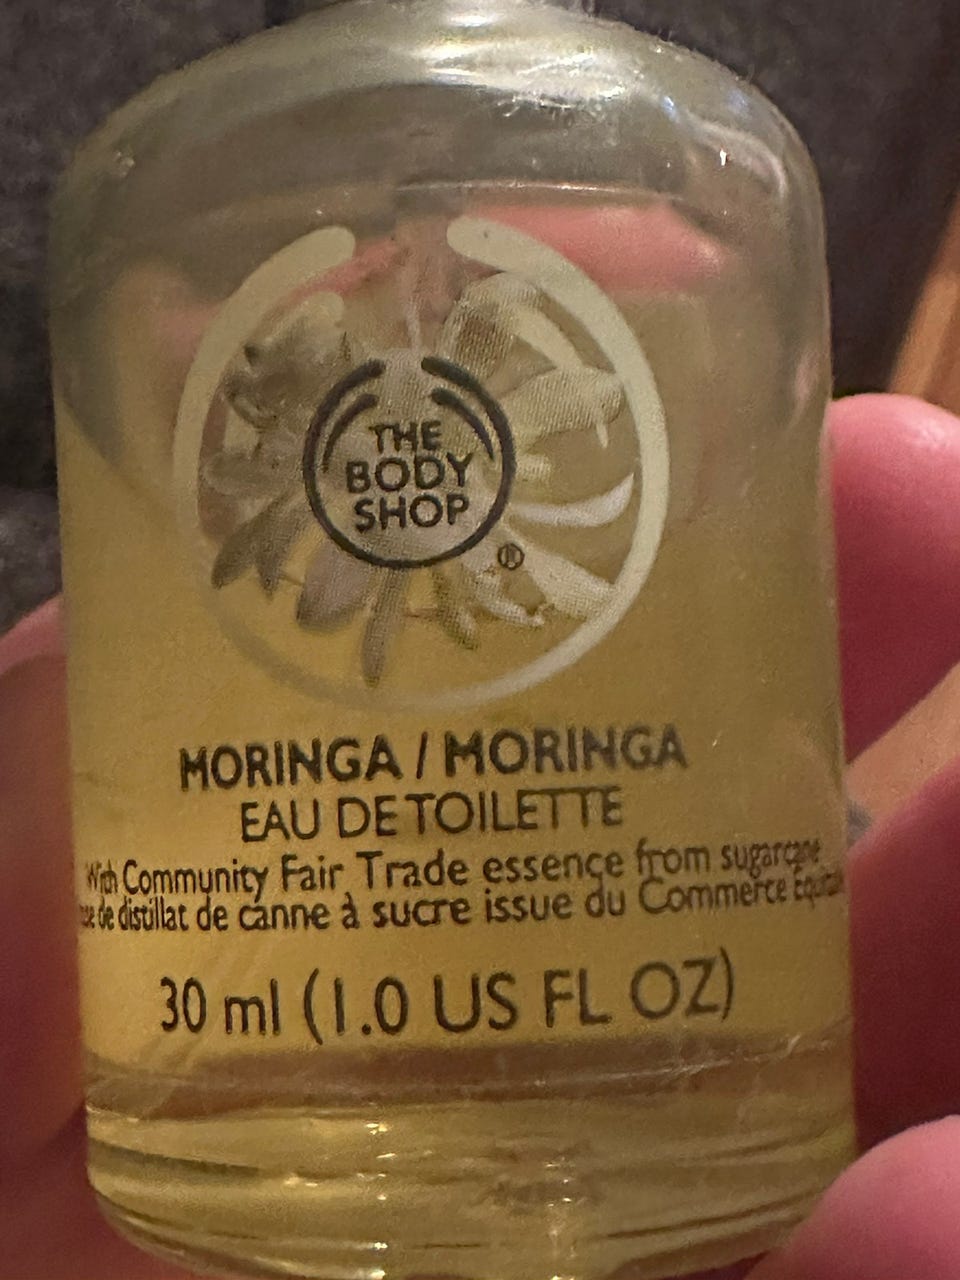 THE
BODY
SHOP
®
MORINGA / MORINGA
EAU DE TOILETTE
With Community Fair Trade essence from sugarcane
de distillat de canne à sucre issue du Commerce
30 ml (1.0 US FL OZ)